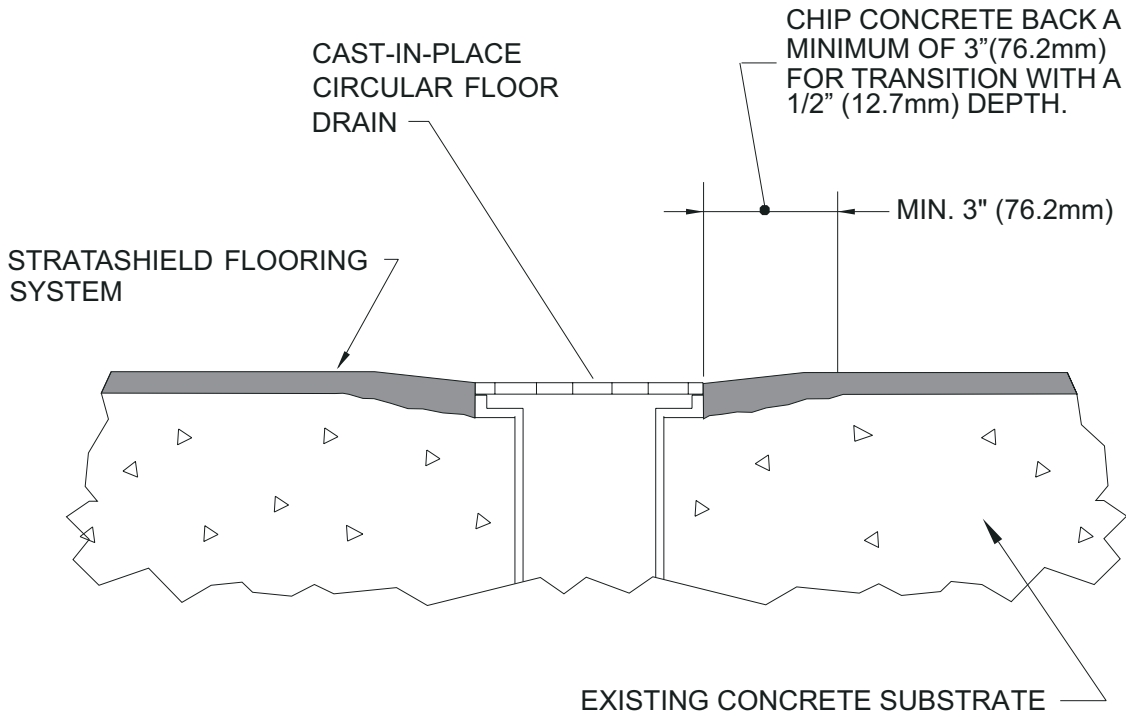 CHIP CONCRETE BACK A
MINIMUM OF 3”(76.2mm)
FOR TRANSITION WITH A
1/2” (12.7mm) DEPTH.
CAST-IN-PLACE
CIRCULAR FLOOR
DRAIN
MIN. 3" (76.2mm)
STRATASHIELD FLOORING
SYSTEM
EXISTING CONCRETE SUBSTRATE